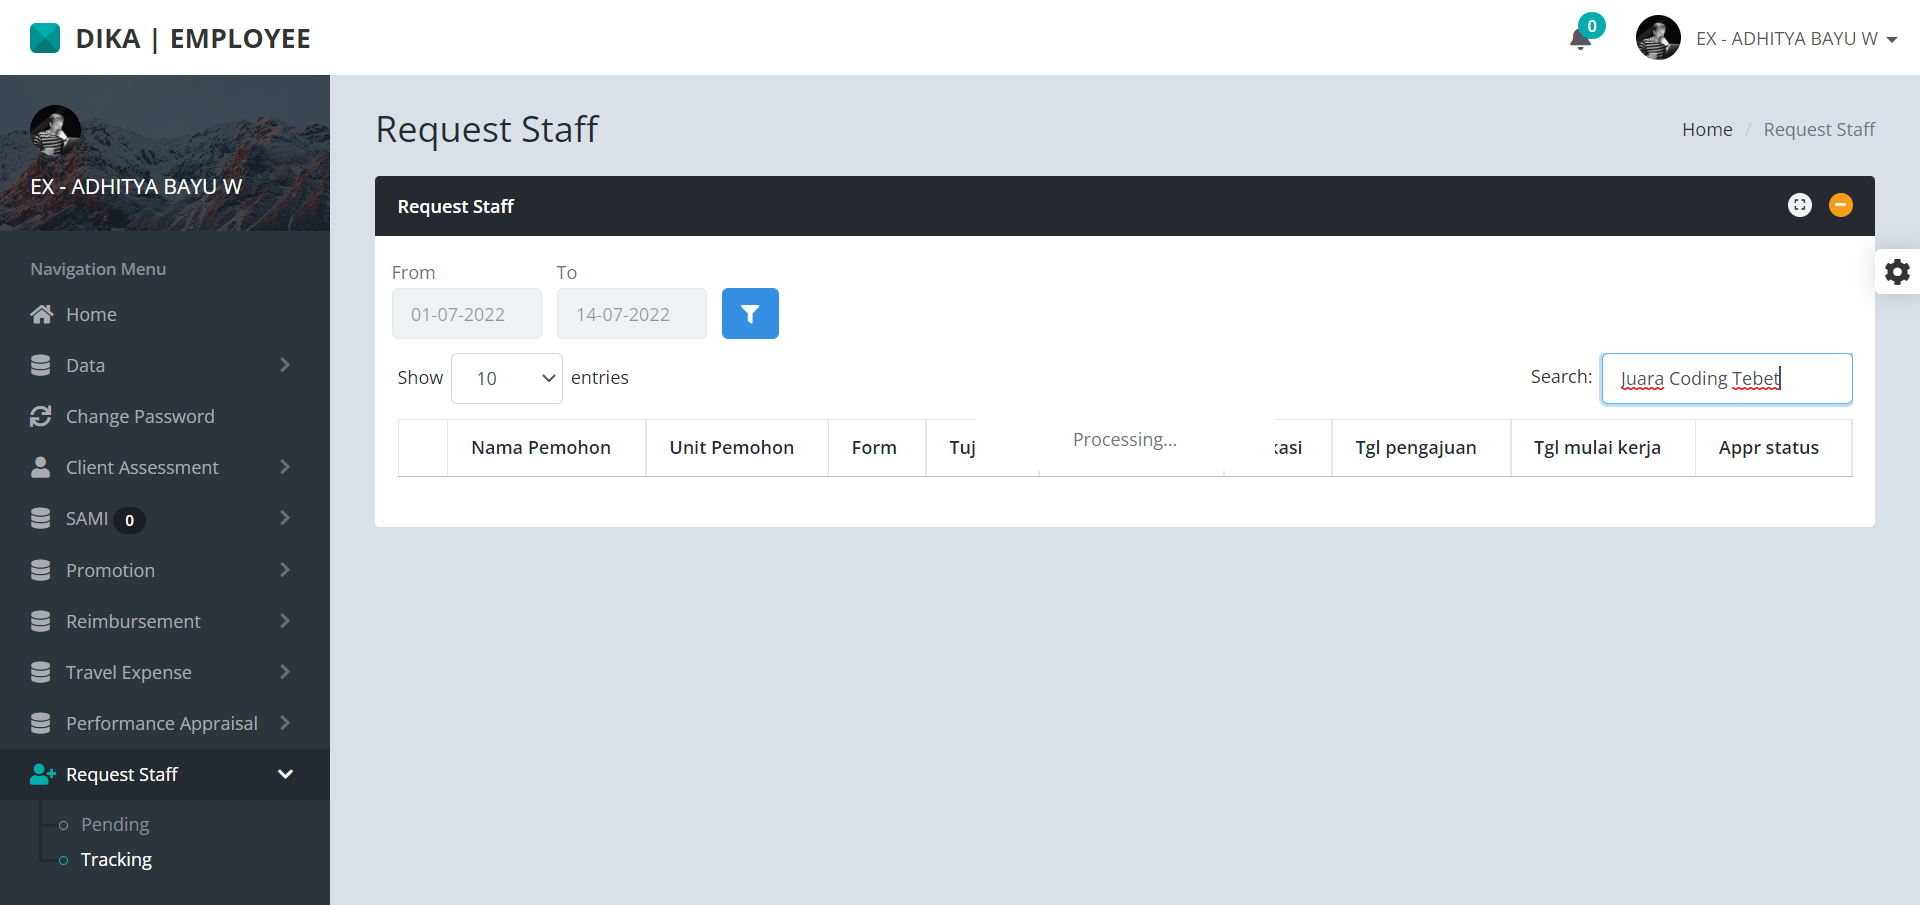 DIKA | EMPLOYEE
0
EX - ADHITYA BAYU W
EX - ADHITYA BAYU W
Navigation Menu
Home
Data
Change Password
Client Assessment
SAMI 0
Promotion
Reimbursement
Travel Expense
Performance Appraisal
Request Staff
Pending
Tracking
Request Staff
Home / Request Staff
Request Staff
From
To
01-07-2022
14-07-2022
Show 10 entries
Search: Juara Coding Tebet
Nama Pemohon
Unit Pemohon
Form
Tuj
Processing...
kasi
Tgl pengajuan
Tgl mulai kerja
Appr status